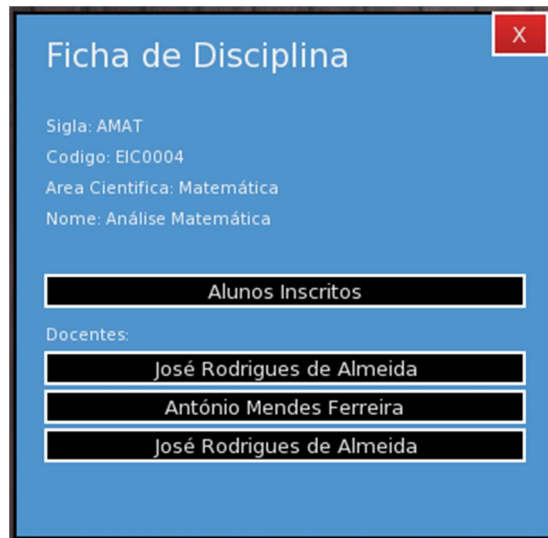 Ficha de Disciplina
X
Sigla: AMAT
Codigo: EIC0004
Area Cientifica: Matemática
Nome: Análise Matemática
Alunos Inscritos
Docentes:
José Rodrigues de Almeida
António Mendes Ferreira
José Rodrigues de Almeida